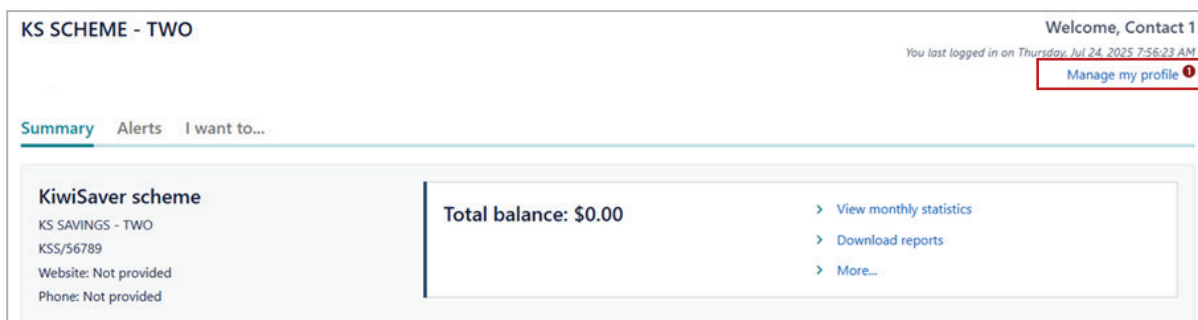 KS SCHEME - TWO
Welcome, Contact 1
You last logged in on Thursday, Jul 24, 2025 7:56:23 AM
Manage my profile 1
Summary Alerts I want to...
KiwiSaver scheme
KS SAVINGS - TWO
KSS/56789
Website: Not provided
Phone: Not provided
Total balance: $0.00
View monthly statistics
Download reports
More...